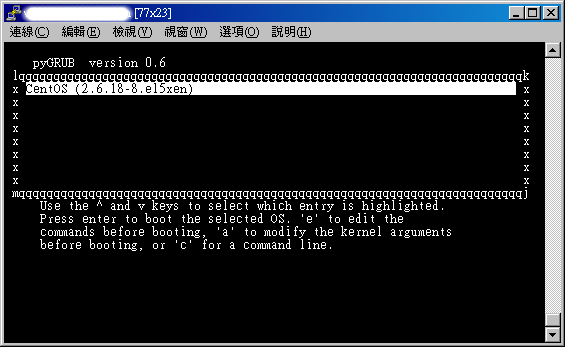 [77x23]
連線(C) 編輯(E) 檢視(V) 視窗(W) 選項(O) 說明(H)
pyGRUB version 0.6
lqqqqqqqqqqqqqqqqqqqqqqqqqqqqqqqqqqqqqqqqqqqqqqqqqqqqqqqqqqqqqqqqqqqqqqqqk
x CentOS (2.6.18-8.el5xen) x
x x
x x
x x
x x
x x
x x
x x
mqqqqqqqqqqqqqqqqqqqqqqqqqqqqqqqqqqqqqqqqqqqqqqqqqqqqqqqqqqqqqqqqqqqqqqqqj
Use the ^ and v keys to select which entry is highlighted.
Press enter to boot the selected OS. 'e' to edit the
commands before booting, 'a' to modify the kernel arguments
before booting, or 'c' for a command line.